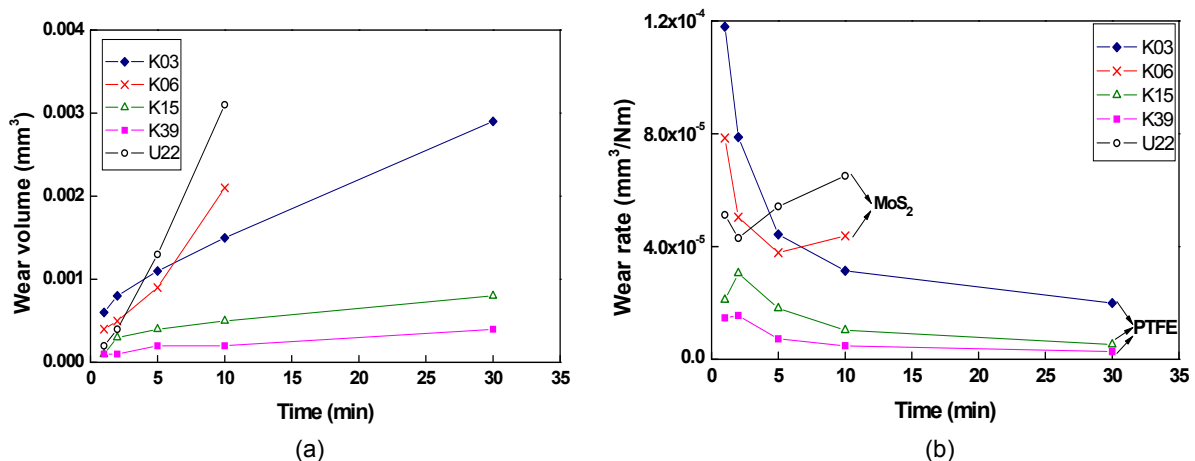 0.004
0.003
0.002
0.001
0.000
Wear volume (mm³)
K03
K06
K15
K39
U22
0 5 10 15 20 25 30 35
Time (min)
(a)
1.2x10⁻⁴
8.0x10⁻⁵
4.0x10⁻⁵
0.0
Wear rate (mm³/Nm)
K03
K06
K15
K39
U22
MoS₂
PTFE
0 5 10 15 20 25 30 35
Time (min)
(b)